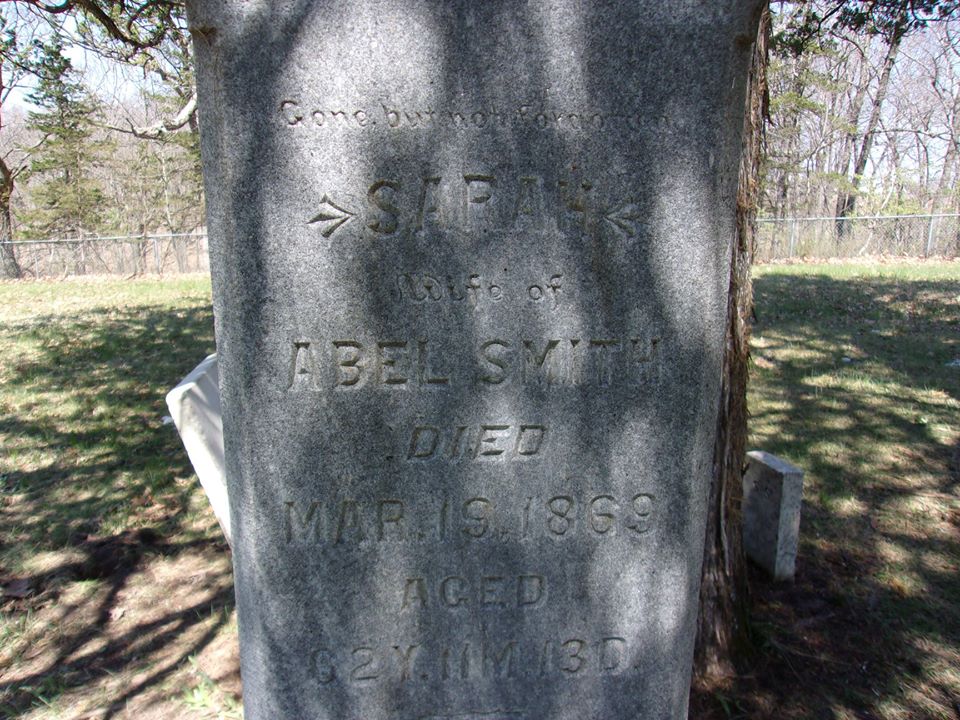 Gone, but not forgotten.
SARAH
Wife of
ABEL SMITH
DIED
MAR. 19, 1869
AGED
62Y. 11M. 13D.